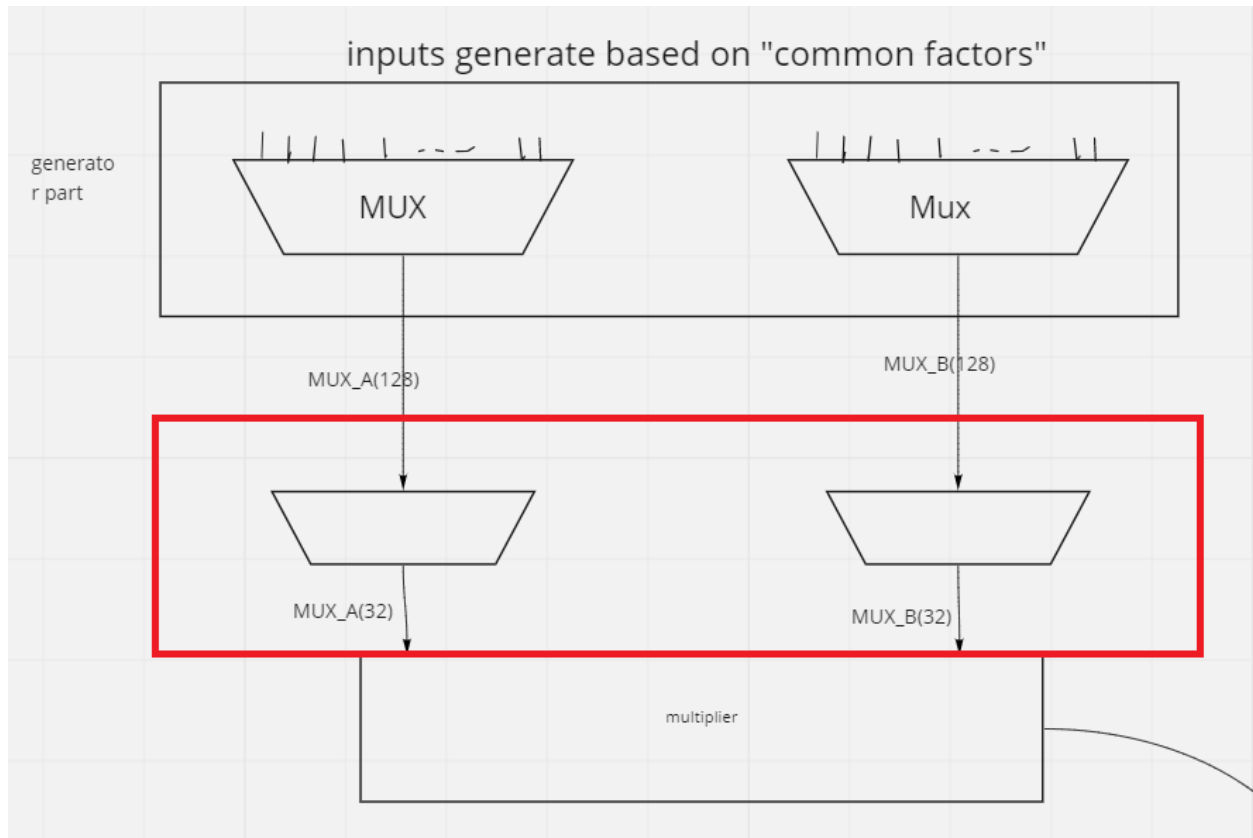 inputs generate based on "common factors"
generato
r part
MUX
Mux
MUX_A(128)
MUX_B(128)
MUX_A(32)
MUX_B(32)
multiplier